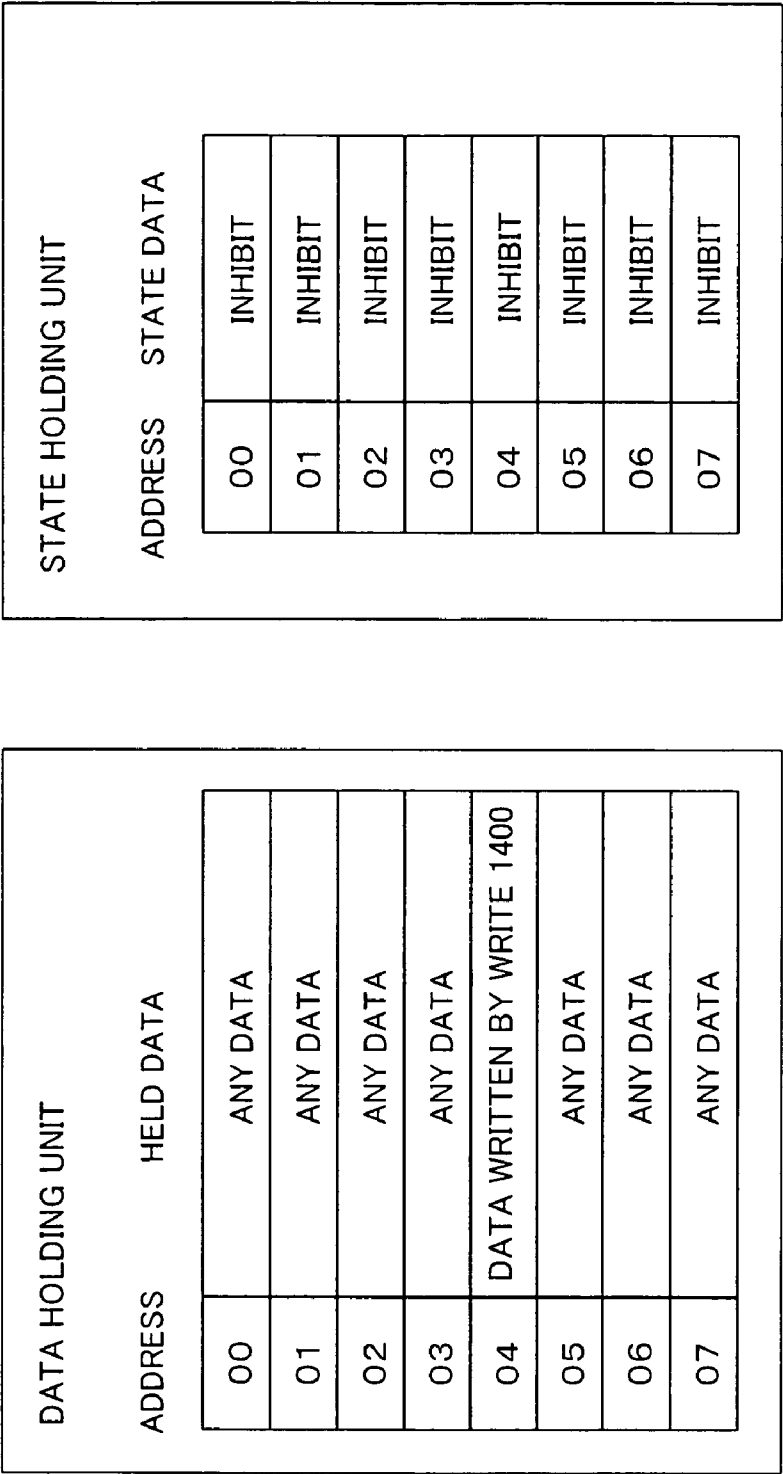 DATA HOLDING UNIT
ADDRESS HELD DATA
00 ANY DATA
01 ANY DATA
02 ANY DATA
03 ANY DATA
04 DATA WRITTEN BY WRITE 1400
05 ANY DATA
06 ANY DATA
07 ANY DATA
STATE HOLDING UNIT
ADDRESS STATE DATA
00 INHIBIT
01 INHIBIT
02 INHIBIT
03 INHIBIT
04 INHIBIT
05 INHIBIT
06 INHIBIT
07 INHIBIT